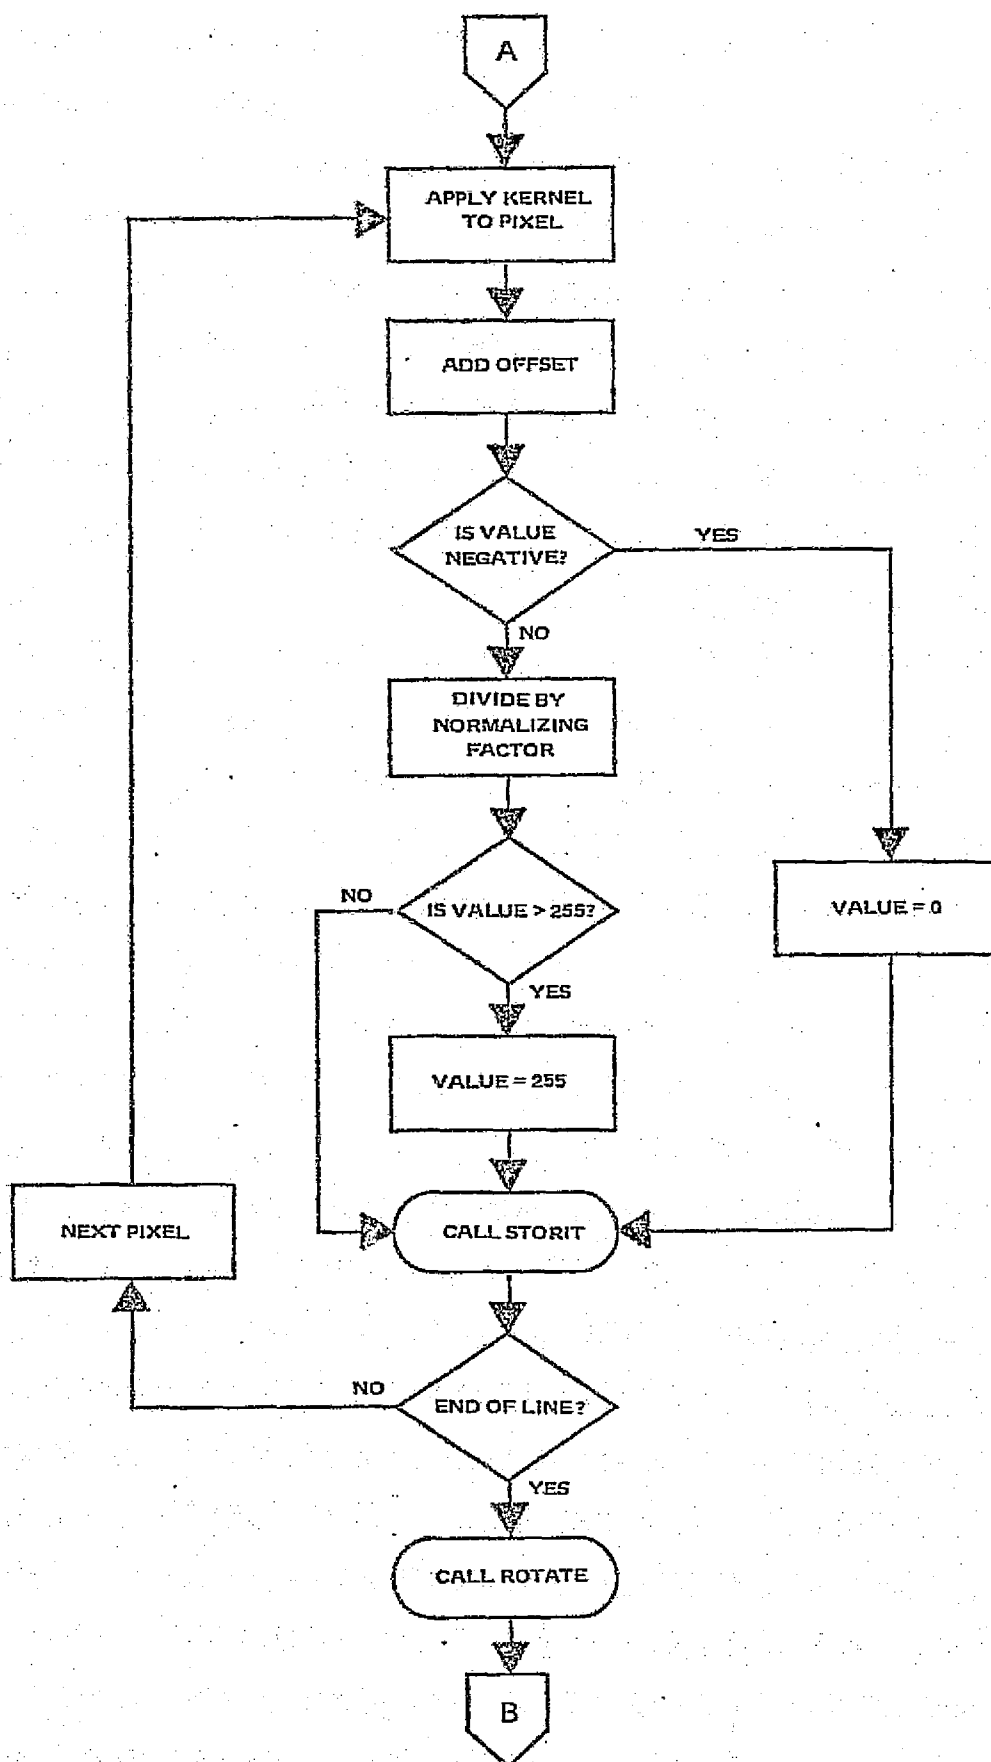 A
APPLY KERNEL
TO PIXEL
ADD OFFSET
IS VALUE
NEGATIVE?
YES
NO
DIVIDE BY
NORMALIZING
FACTOR
NO
IS VALUE > 255?
VALUE = 0
YES
VALUE = 255
NEXT PIXEL
CALL STORIT
NO
END OF LINE?
YES
CALL ROTATE
B